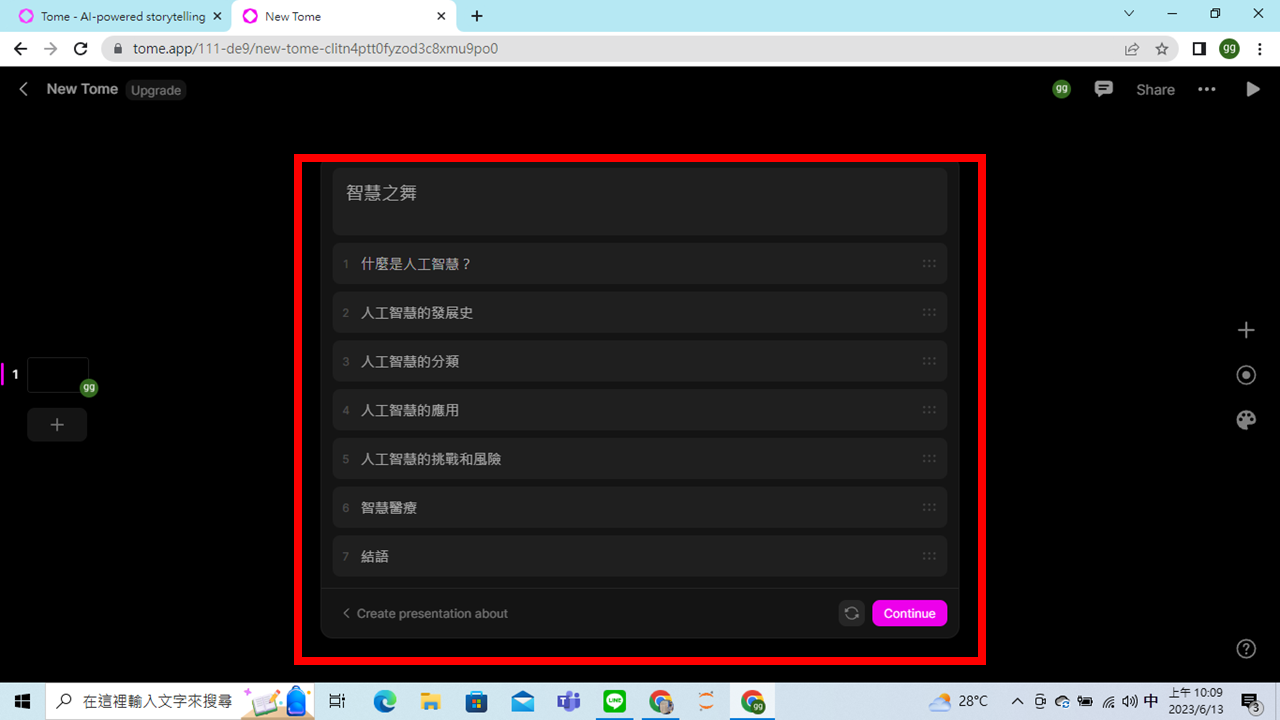 Tome - AI-powered storytelling
New Tome
tome.app/111-de9/new-tome-clitn4ptt0fyzod3c8xmu9po0
gg
New Tome
Upgrade
gg
Share
智慧之舞
1 什麼是人工智慧？
2 人工智慧的發展史
3 人工智慧的分類
1
gg
4 人工智慧的應用
5 人工智慧的挑戰和風險
6 智慧醫療
7 結語
Create presentation about
Continue
在這裡輸入文字來搜尋
LINE
gg
28°C
中
上午 10:09
2023/6/13
3